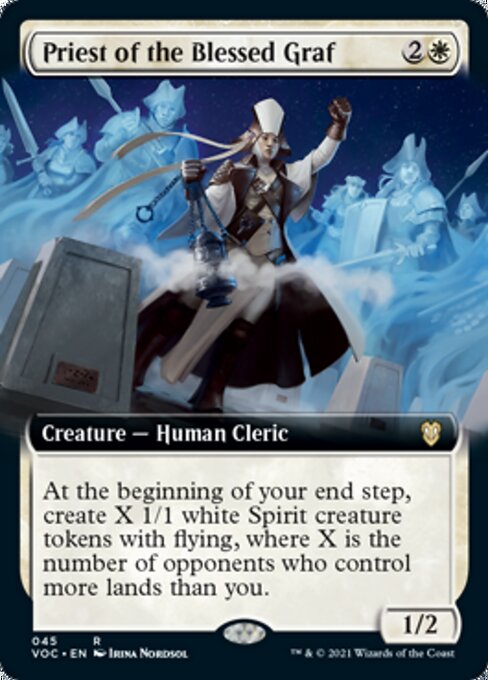 Priest of the Blessed Graf 2
Creature — Human Cleric
At the beginning of your end step,
create X 1/1 white Spirit creature
tokens with flying, where X is the
number of opponents who control
more lands than you.
1/2
045 R
VOC • EN Irina Nordsol
™ & © 2021 Wizards of the Coast